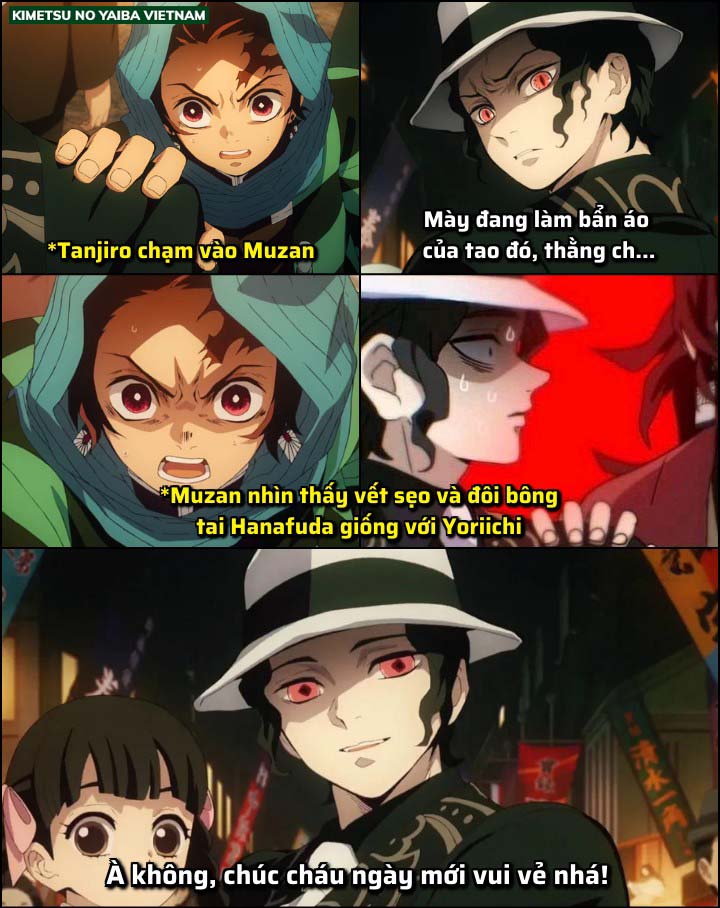 KIMETSU NO YAIBA VIETNAM
*Tanjiro chạm vào Muzan
Mày đang làm bẩn áo
của tao đó, thằng ch...
*Muzan nhìn thấy vết sẹo và đôi bông
tai Hanafuda giống với Yoriichi
À không, chúc cháu ngày mới vui vẻ nhá!